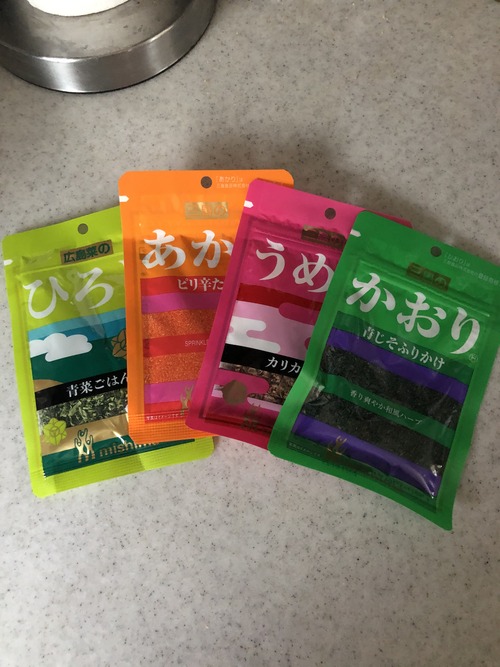 広島菜の
ひろ
青菜ごはん
mishima
あか
ピリ辛た
SPRINKL
うめ
カリカ
かおり
青じそふりかけ
香り爽やか和風ハーブ